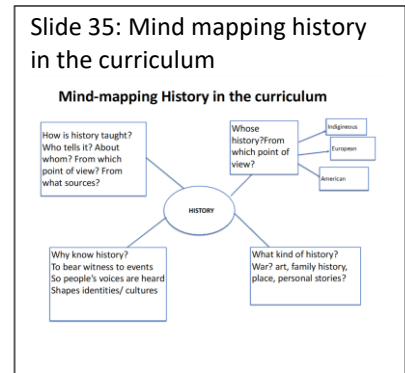 Slide 35: Mind mapping history
in the curriculum
Mind-mapping History in the curriculum
How is history taught?
Who tells it? About
whom? From which
point of view? From
what sources?
Whose
history?From
which point of
view?
Indigineous
European
American
HISTORY
Why know history?
To bear witness to events
So people's voices are heard
Shapes identities/ cultures
What kind of history?
War? art, family history,
place, personal stories?